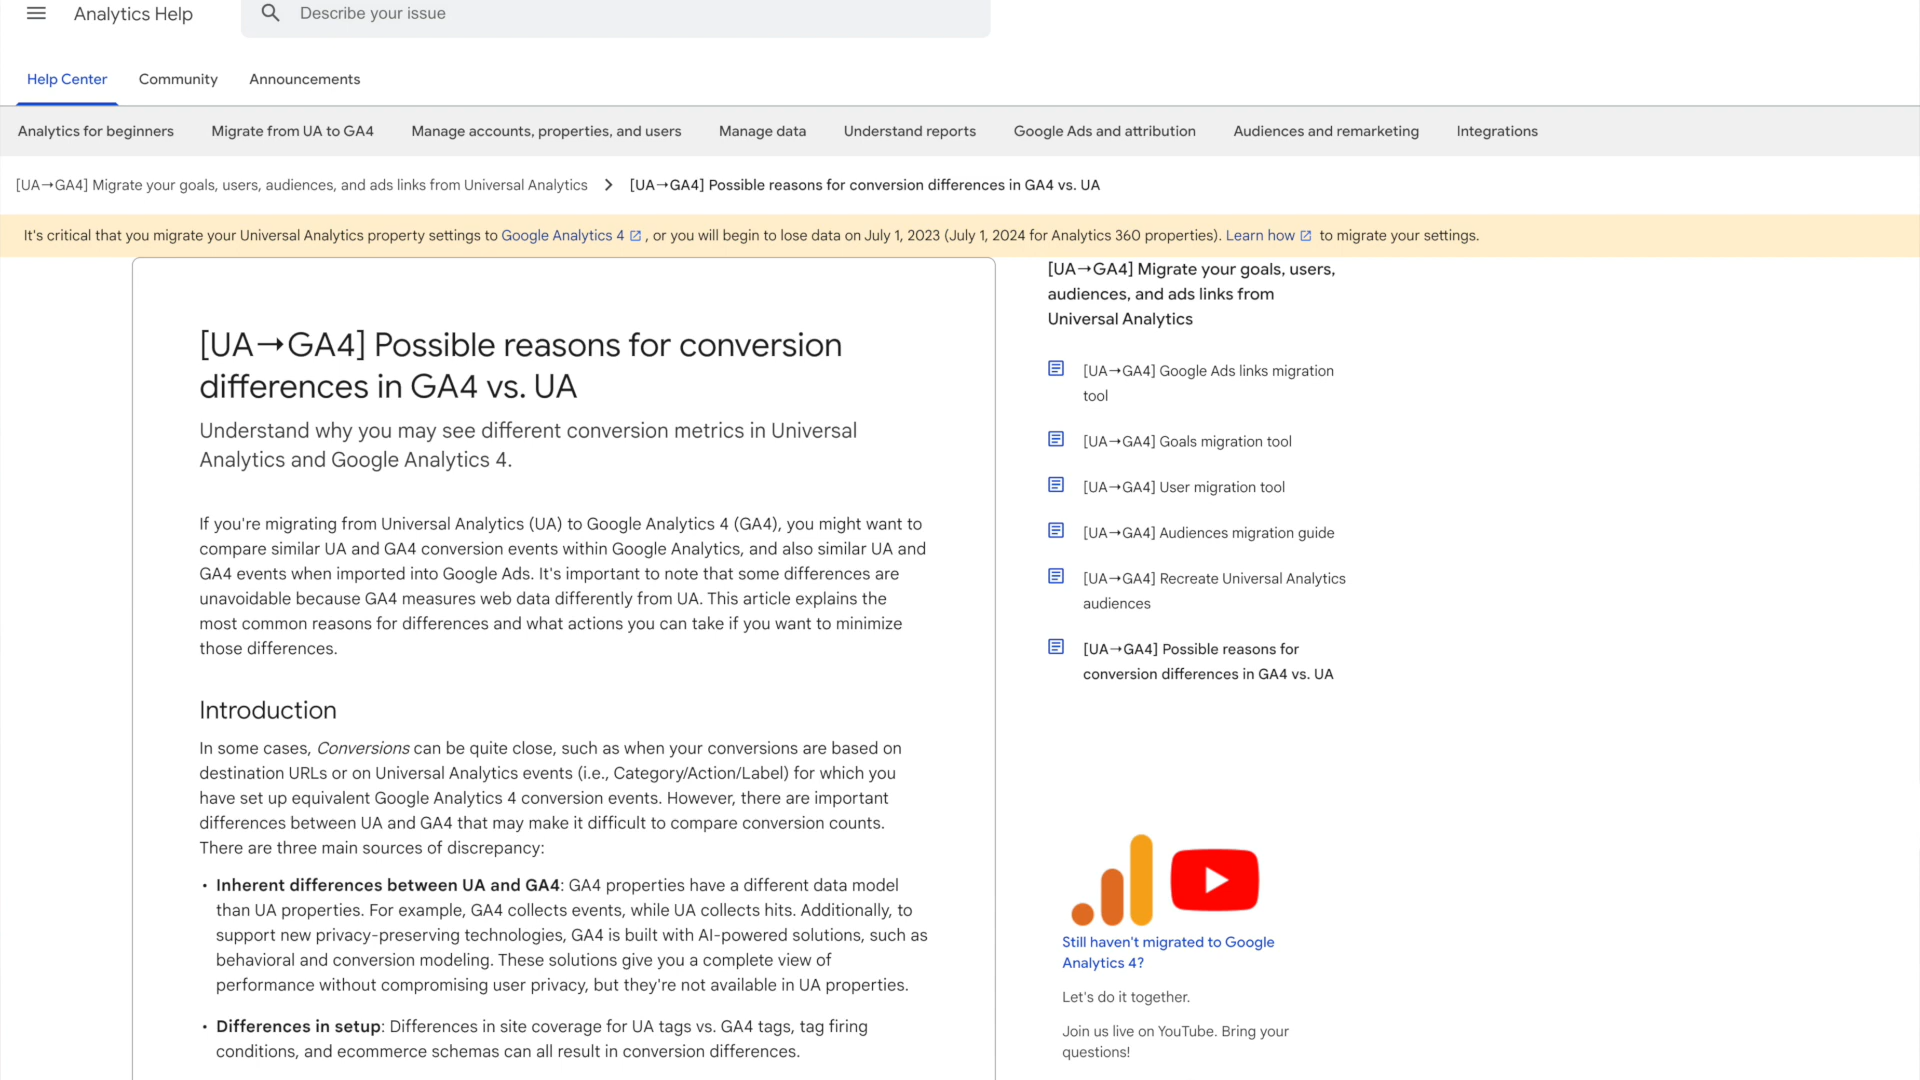 Analytics Help
Describe your issue
Help Center
Community
Announcements
Analytics for beginners
Migrate from UA to GA4
Manage accounts, properties, and users
Manage data
Understand reports
Google Ads and attribution
Audiences and remarketing
Integrations
[UA→GA4] Migrate your goals, users, audiences, and ads links from Universal Analytics
[UA→GA4] Possible reasons for conversion differences in GA4 vs. UA
It's critical that you migrate your Universal Analytics property settings to Google Analytics 4 , or you will begin to lose data on July 1, 2023 (July 1, 2024 for Analytics 360 properties). Learn how to migrate your settings.
[UA→GA4] Possible reasons for conversion
differences in GA4 vs. UA
Understand why you may see different conversion metrics in Universal
Analytics and Google Analytics 4.
If you're migrating from Universal Analytics (UA) to Google Analytics 4 (GA4), you might want to
compare similar UA and GA4 conversion events within Google Analytics, and also similar UA and
GA4 events when imported into Google Ads. It's important to note that some differences are
unavoidable because GA4 measures web data differently from UA. This article explains the
most common reasons for differences and what actions you can take if you want to minimize
those differences.
Introduction
In some cases, Conversions can be quite close, such as when your conversions are based on
destination URLs or on Universal Analytics events (i.e., Category/Action/Label) for which you
have set up equivalent Google Analytics 4 conversion events. However, there are important
differences between UA and GA4 that may make it difficult to compare conversion counts.
There are three main sources of discrepancy:
• Inherent differences between UA and GA4: GA4 properties have a different data model
than UA properties. For example, GA4 collects events, while UA collects hits. Additionally, to
support new privacy-preserving technologies, GA4 is built with AI-powered solutions, such as
behavioral and conversion modeling. These solutions give you a complete view of
performance without compromising user privacy, but they're not available in UA properties.
• Differences in setup: Differences in site coverage for UA tags vs. GA4 tags, tag firing
conditions, and ecommerce schemas can all result in conversion differences.
[UA→GA4] Migrate your goals, users,
audiences, and ads links from
Universal Analytics
[UA→GA4] Google Ads links migration
tool
[UA→GA4] Goals migration tool
[UA→GA4] User migration tool
[UA→GA4] Audiences migration guide
[UA→GA4] Recreate Universal Analytics
audiences
[UA→GA4] Possible reasons for
conversion differences in GA4 vs. UA
Still haven't migrated to Google
Analytics 4?
Let's do it together.
Join us live on YouTube. Bring your
questions!